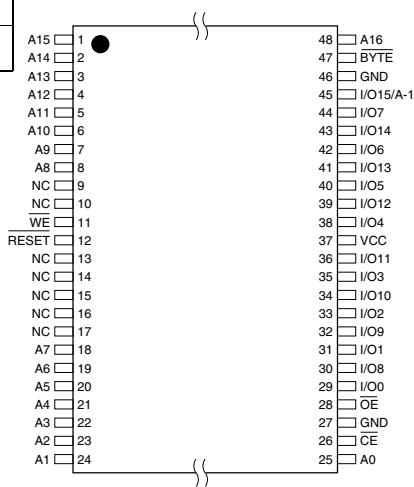 A15 1 48 A16
A14 2 47 BYTE
A13 3 46 GND
A12 4 45 I/O15/A-1
A11 5 44 I/O7
A10 6 43 I/O14
A9 7 42 I/O6
A8 8 41 I/O13
NC 9 40 I/O5
NC 10 39 I/O12
WE 11 38 I/O4
RESET 12 37 VCC
NC 13 36 I/O11
NC 14 35 I/O3
NC 15 34 I/O10
NC 16 33 I/O2
NC 17 32 I/O9
A7 18 31 I/O1
A6 19 30 I/O8
A5 20 29 I/O0
A4 21 28 OE
A3 22 27 GND
A2 23 26 CE
A1 24 25 A0